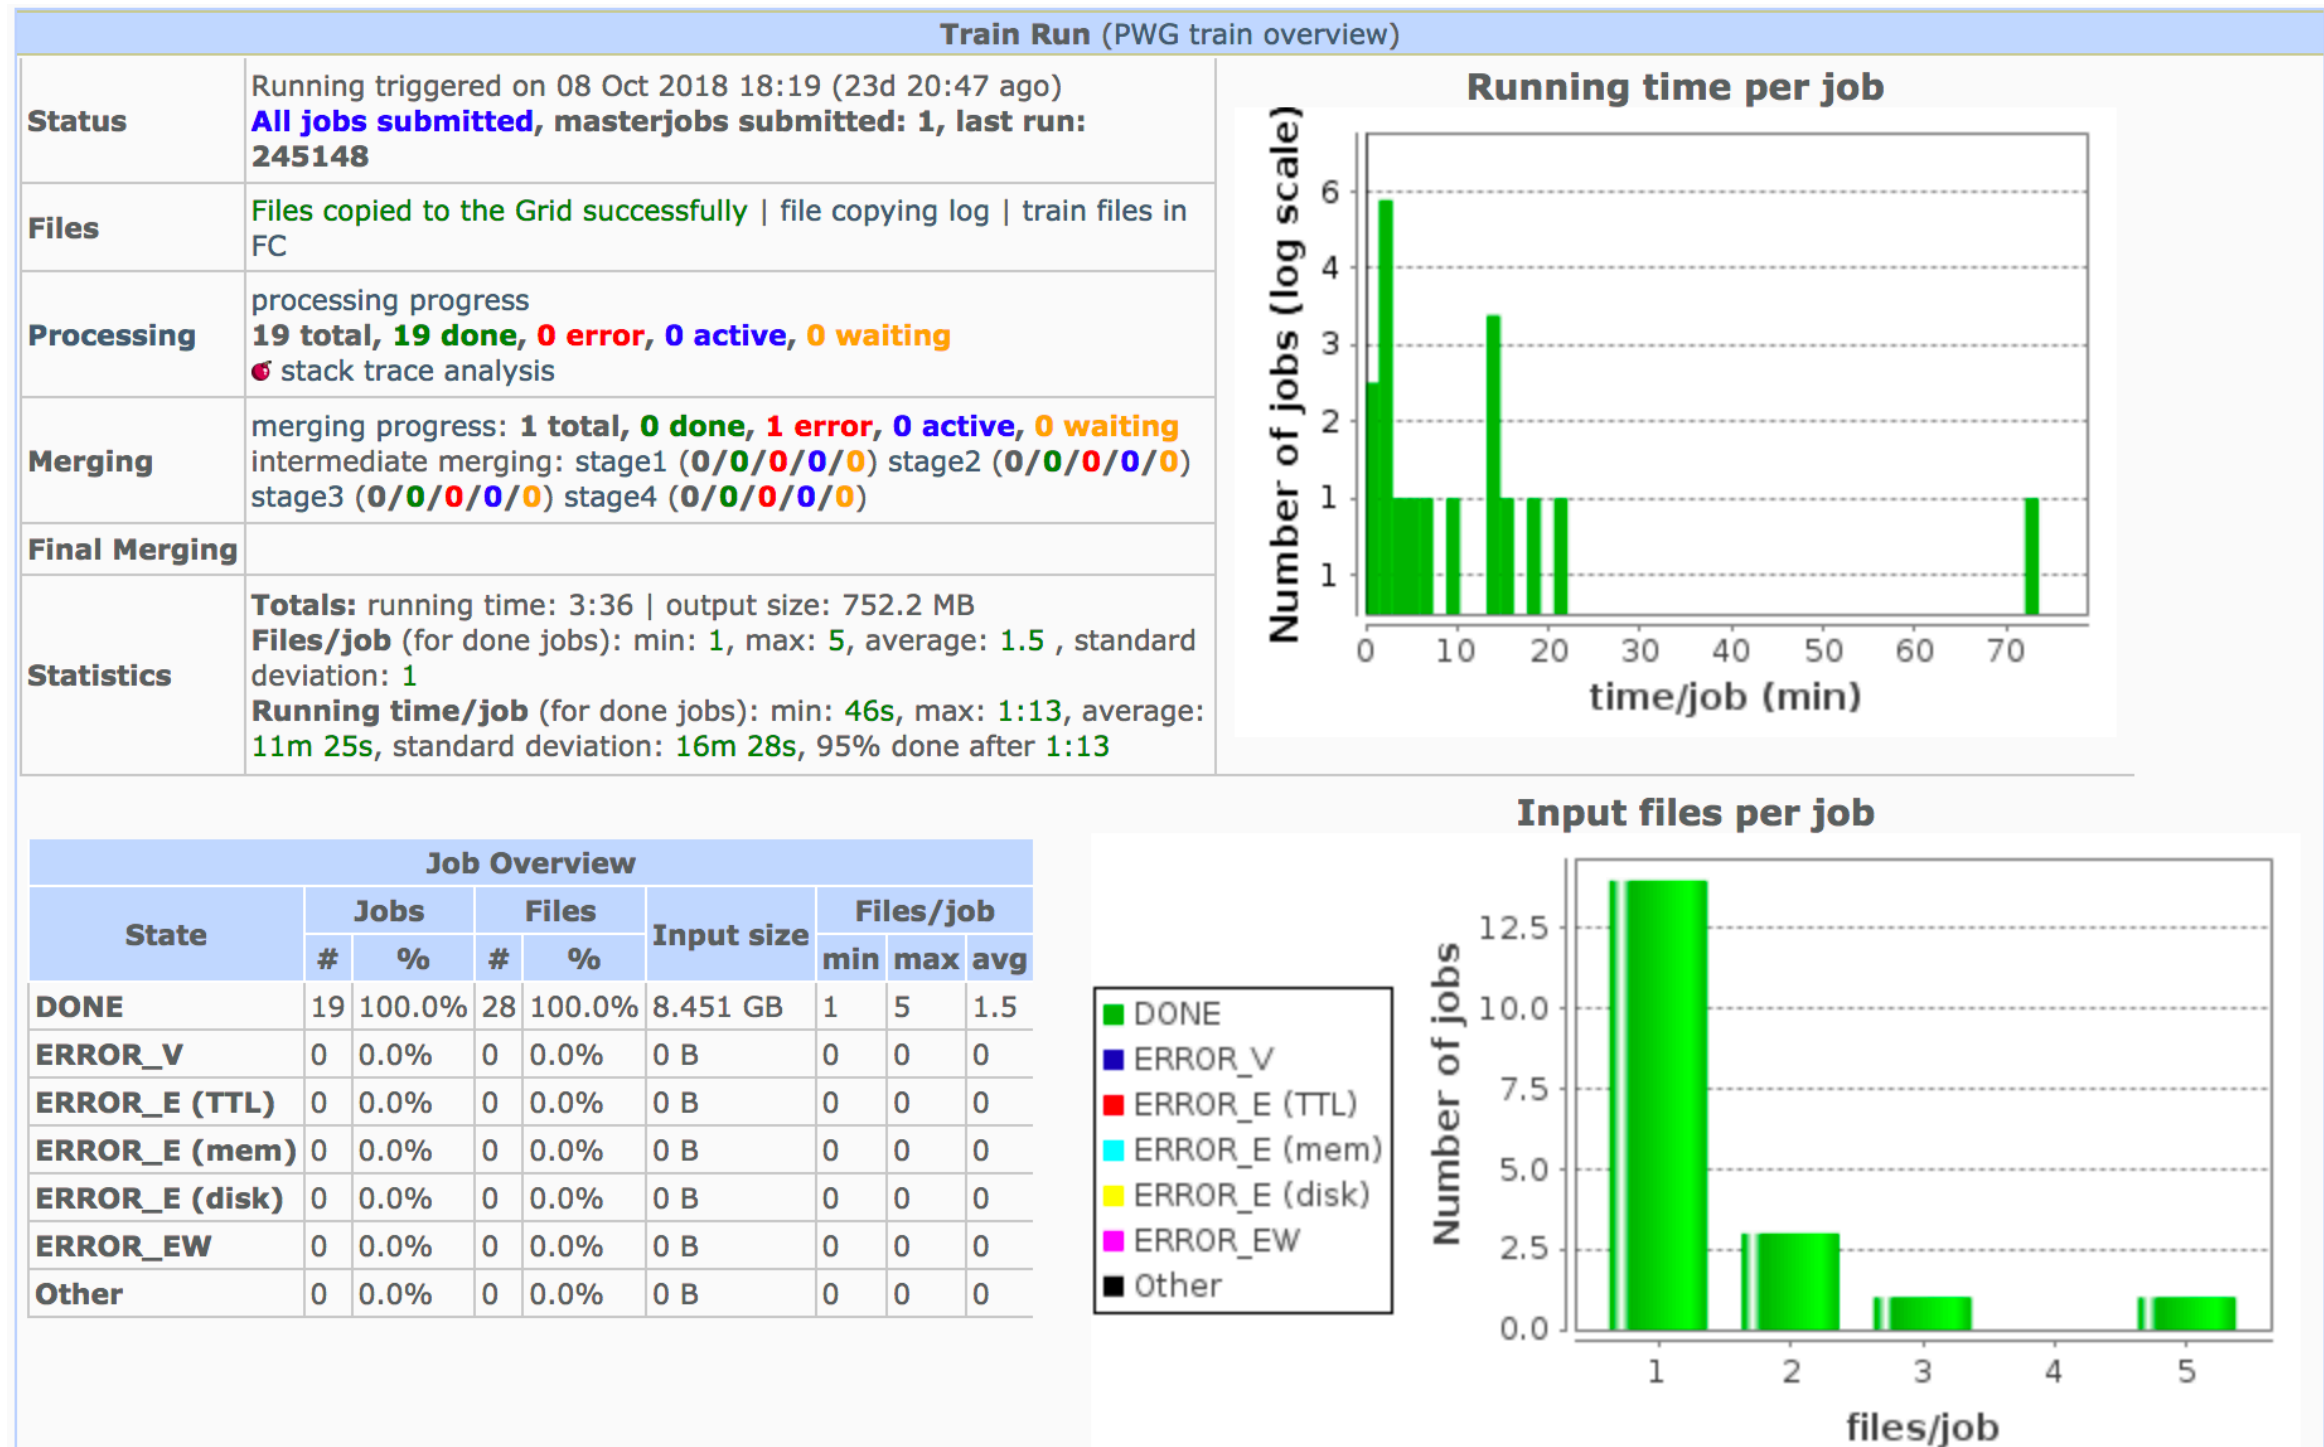 Train Run (PWG train overview)
Status
Running triggered on 08 Oct 2018 18:19 (23d 20:47 ago)
All jobs submitted, masterjobs submitted: 1, last run:
245148
Files
Files copied to the Grid successfully | file copying log | train files in
FC
Processing
processing progress
19 total, 19 done, 0 error, 0 active, 0 waiting
stack trace analysis
Merging
merging progress: 1 total, 0 done, 1 error, 0 active, 0 waiting
intermediate merging: stage1 (0/0/0/0/0) stage2 (0/0/0/0/0)
stage3 (0/0/0/0/0) stage4 (0/0/0/0/0)
Final Merging
Statistics
Totals: running time: 3:36 | output size: 752.2 MB
Files/job (for done jobs): min: 1, max: 5, average: 1.5 , standard
deviation: 1
Running time/job (for done jobs): min: 46s, max: 1:13, average:
11m 25s, standard deviation: 16m 28s, 95% done after 1:13
Running time per job
Number of jobs (log scale)
6
4
3
2
1
1
0 10 20 30 40 50 60 70
time/job (min)
Job Overview
State Jobs Files Input size Files/job
# % # % min max avg
DONE 19 100.0% 28 100.0% 8.451 GB 1 5 1.5
ERROR_V 0 0.0% 0 0.0% 0 B 0 0 0
ERROR_E (TTL) 0 0.0% 0 0.0% 0 B 0 0 0
ERROR_E (mem) 0 0.0% 0 0.0% 0 B 0 0 0
ERROR_E (disk) 0 0.0% 0 0.0% 0 B 0 0 0
ERROR_EW 0 0.0% 0 0.0% 0 B 0 0 0
Other 0 0.0% 0 0.0% 0 B 0 0 0
Input files per job
DONE
ERROR_V
ERROR_E (TTL)
ERROR_E (mem)
ERROR_E (disk)
ERROR_EW
Other
Number of jobs
12.5
10.0
7.5
5.0
2.5
0.0
1 2 3 4 5
files/job